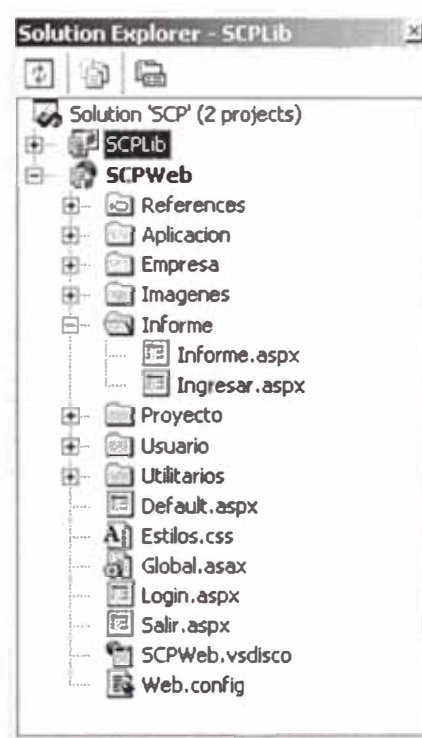 Solution Explorer - SCPLib
Solution 'SCP' (2 projects)
SCPLib
SCPWeb
References
Aplicacion
Empresa
Imagenes
Informe
Informe.aspx
Ingresar.aspx
Proyecto
Usuario
Utilitarios
Default.aspx
Estilos.css
Global.asax
Login.aspx
Salir.aspx
SCPWeb.vsdisco
Web.config